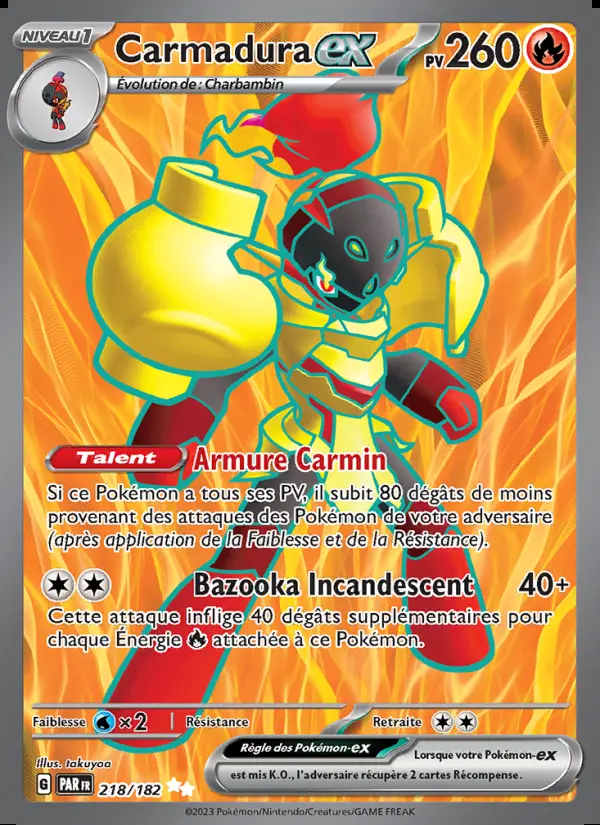 NIVEAU 1
Carmadura ex PV 260
Évolution de : Charbambin
Talent Armure Carmin
Si ce Pokémon a tous ses PV, il subit 80 dégâts de moins
provenant des attaques des Pokémon de votre adversaire
(après application de la Faiblesse et de la Résistance).
Bazooka Incandescent 40+
Cette attaque inflige 40 dégâts supplémentaires pour
chaque Énergie attachée à ce Pokémon.
Faiblesse ×2 Résistance Retraite
Illus. takuyoa
Règle des Pokémon-ex Lorsque votre Pokémon-ex
est mis K.O., l'adversaire récupère 2 cartes Récompense.
G PAR FR 218/182
©2023 Pokémon/Nintendo/Creatures/GAME FREAK